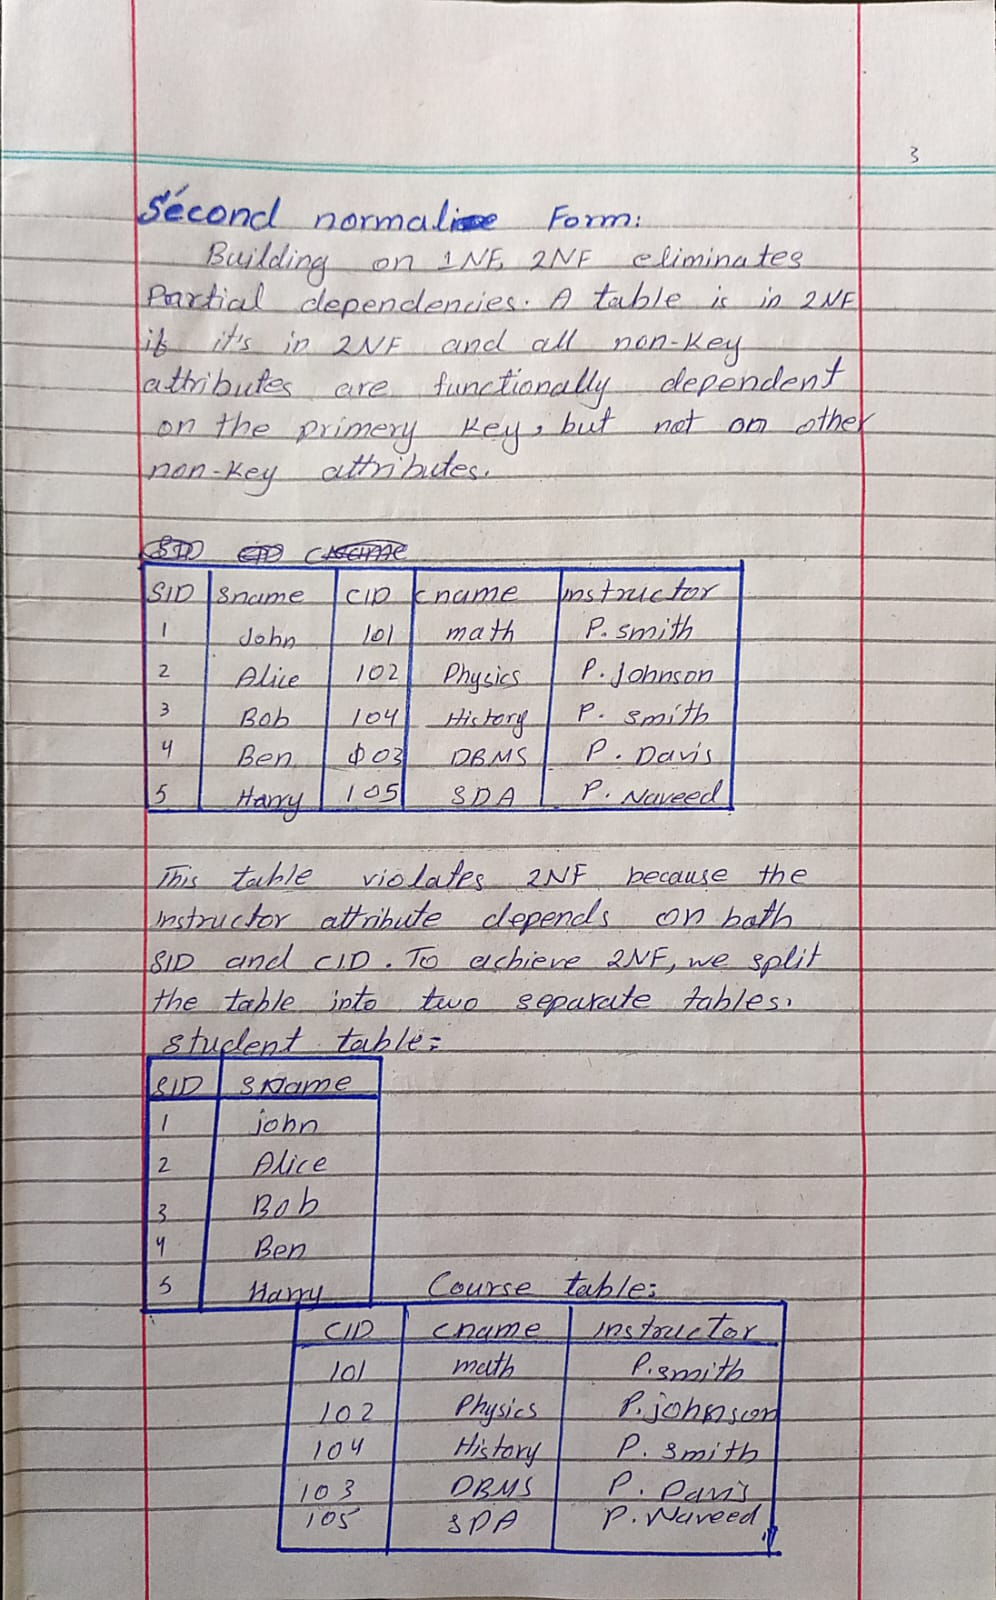 3
Second normal Form:
Building on 1NF, 2NF eliminates
Partial dependencies. A table is in 2NF
if it's in 2NF and all non-key
attributes are functionally dependent
on the primery key, but not on other
non-key attributes.
SID Sname CID cname instructor
1 John 101 math P. smith
2 Alice 102 Physics P. Johnson
3 Bob 104 History P. smith
4 Ben 103 DBMS P. Davis
5 Harry 105 SDA P. Naveed
This table violates 2NF because the
instructor attribute depends on both
SID and CID. To achieve 2NF, we split
the table into two separate tables.
student table:
SID SName
1 john
2 Alice
3 Bob
4 Ben
5 Harry
Course table:
CID cname instructor
101 math P. smith
102 Physics P. johnson
104 History P. smith
103 DBMS P. Davis
105 SDA P. Naveed